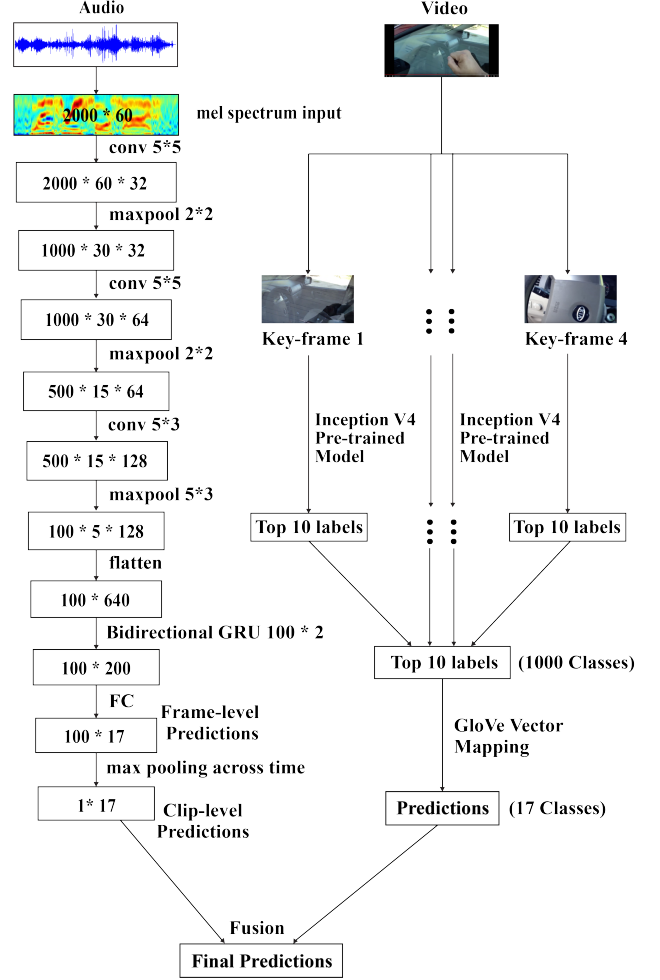 Audio
2000 * 60
mel spectrum input
conv 5*5
2000 * 60 * 32
maxpool 2*2
1000 * 30 * 32
conv 5*5
1000 * 30 * 64
maxpool 2*2
500 * 15 * 64
conv 5*3
500 * 15 * 128
maxpool 5*3
100 * 5 * 128
flatten
100 * 640
Bidirectional GRU 100 * 2
100 * 200
FC
Frame-level
Predictions
100 * 17
max pooling across time
1* 17
Clip-level
Predictions
Video
Key-frame 1
Key-frame 4
Inception V4
Pre-trained
Model
Inception V4
Pre-trained
Model
Top 10 labels
Top 10 labels
Top 10 labels
(1000 Classes)
GloVe Vector
Mapping
Predictions
(17 Classes)
Fusion
Final Predictions